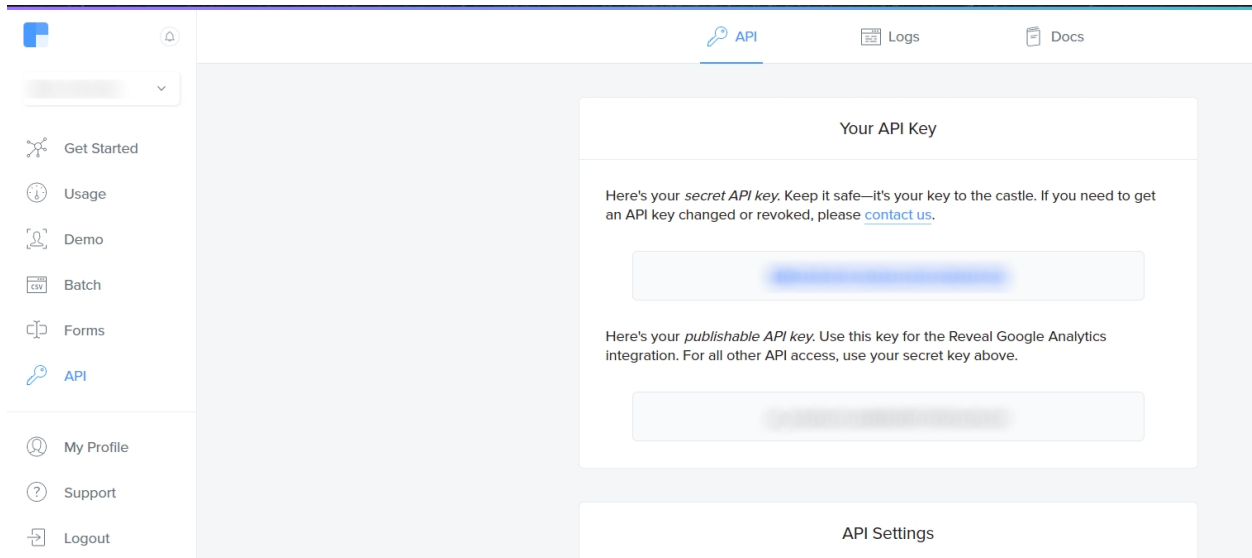 API
Logs
Docs
Get Started
Usage
Demo
CSV
Batch
Forms
API
My Profile
Support
Logout
Your API Key
Here's your secret API key. Keep it safe—it's your key to the castle. If you need to get
an API key changed or revoked, please contact us.
Here's your publishable API key. Use this key for the Reveal Google Analytics
integration. For all other API access, use your secret key above.
API Settings